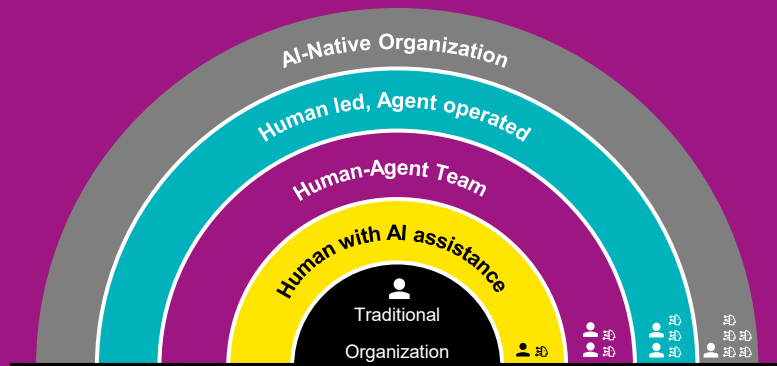 AI-Native Organization
Human led, Agent operated
Human-Agent Team
Human with AI assistance
Traditional
Organization